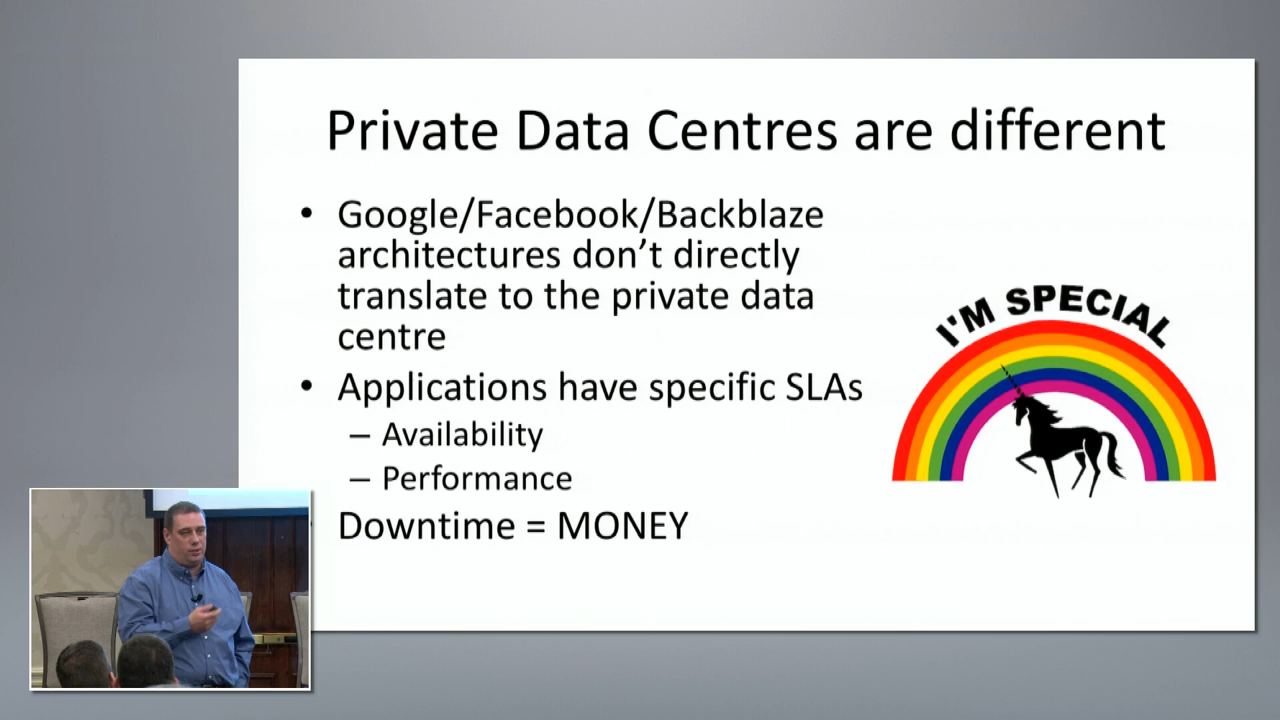 Private Data Centres are different
• Google/Facebook/Backblaze
architectures don’t directly
translate to the private data
centre
• Applications have specific SLAs
– Availability
– Performance
Downtime = MONEY
I'M SPECIAL